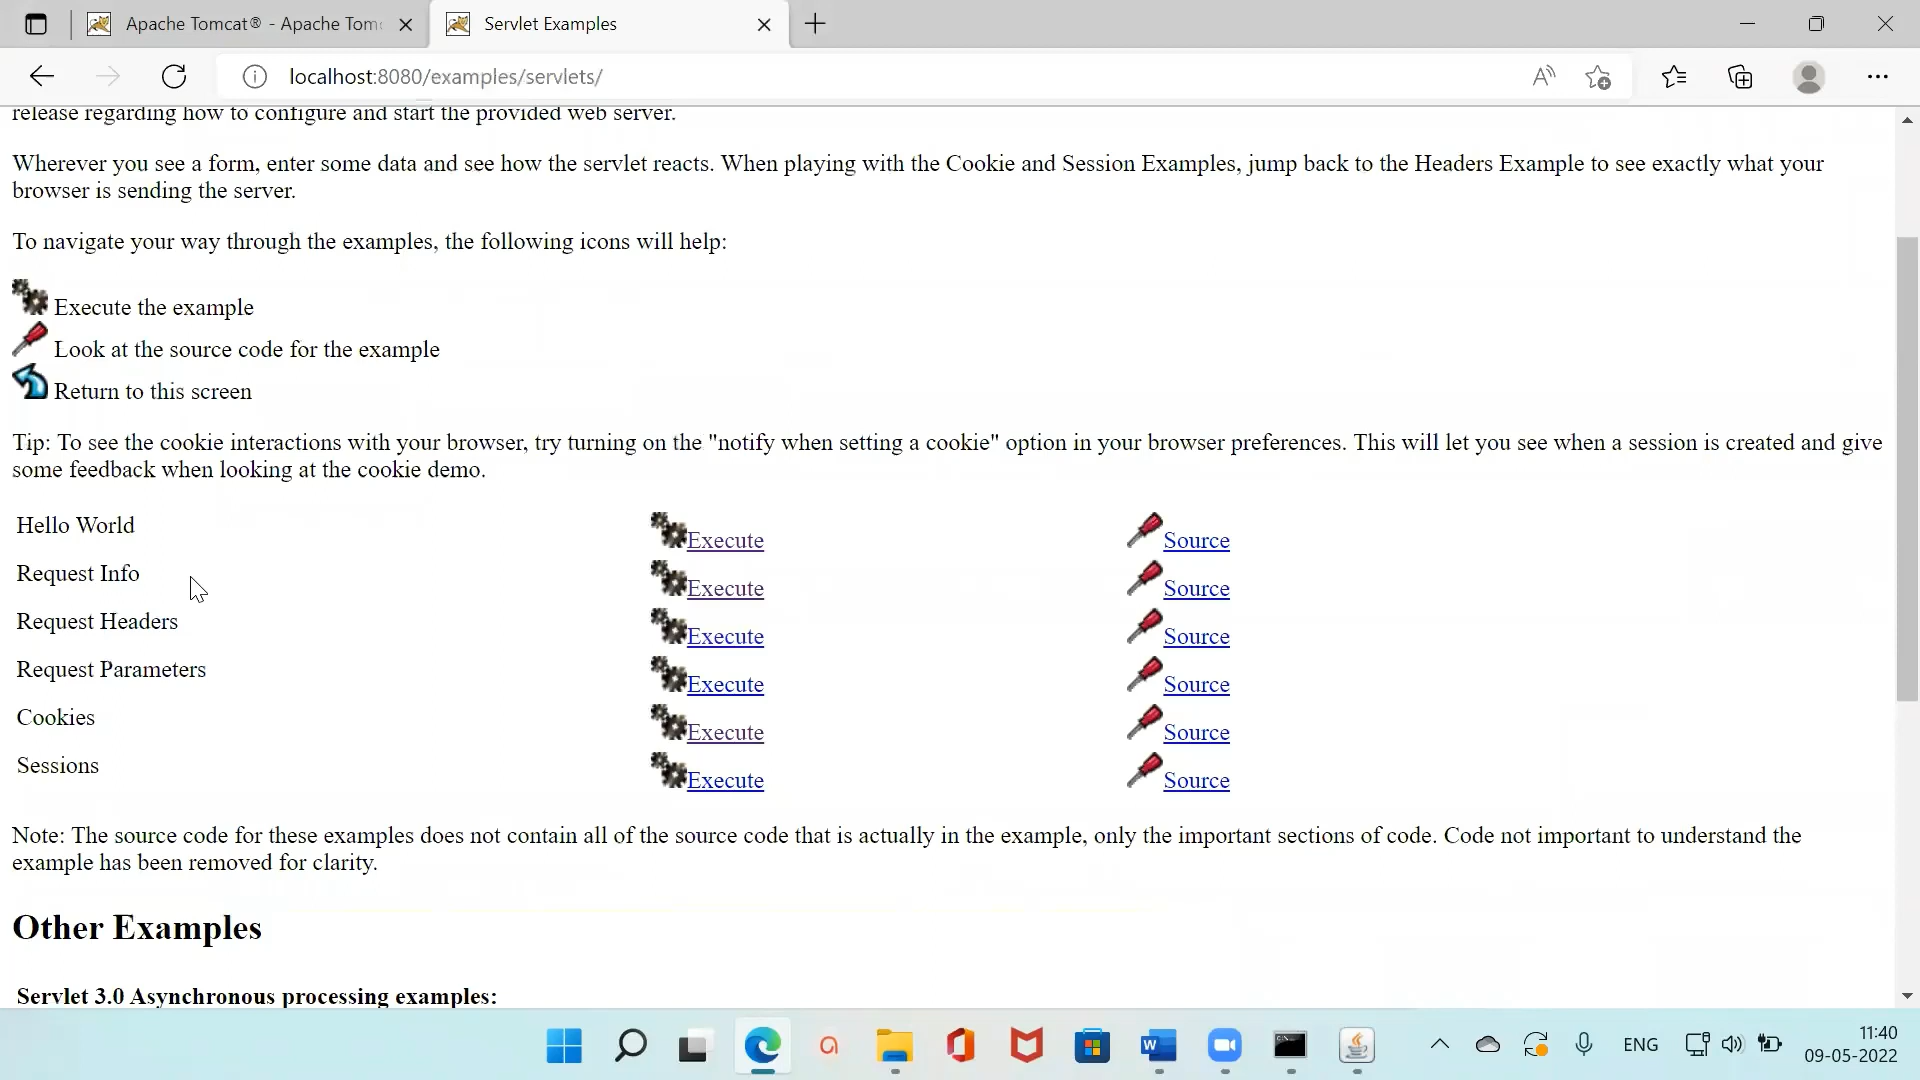 Apache Tomcat® - Apache Tom
Servlet Examples
localhost:8080/examples/servlets/
release regarding how to configure and start the provided web server.
Wherever you see a form, enter some data and see how the servlet reacts. When playing with the Cookie and Session Examples, jump back to the Headers Example to see exactly what your
browser is sending the server.
To navigate your way through the examples, the following icons will help:
Execute the example
Look at the source code for the example
Return to this screen
Tip: To see the cookie interactions with your browser, try turning on the "notify when setting a cookie" option in your browser preferences. This will let you see when a session is created and give
some feedback when looking at the cookie demo.
Hello World Execute Source
Request Info Execute Source
Request Headers Execute Source
Request Parameters Execute Source
Cookies Execute Source
Sessions Execute Source
Note: The source code for these examples does not contain all of the source code that is actually in the example, only the important sections of code. Code not important to understand the
example has been removed for clarity.
Other Examples
Servlet 3.0 Asynchronous processing examples:
ENG
11:40
09-05-2022